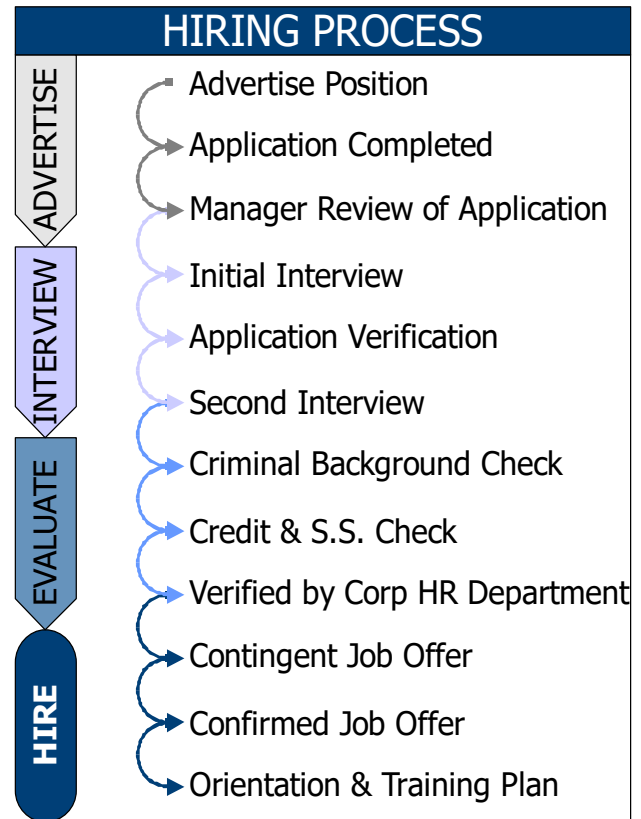 HIRING PROCESS
ADVERTISE
Advertise Position
Application Completed
Manager Review of Application
INTERVIEW
Initial Interview
Application Verification
Second Interview
EVALUATE
Criminal Background Check
Credit & S.S. Check
Verified by Corp HR Department
HIRE
Contingent Job Offer
Confirmed Job Offer
Orientation & Training Plan